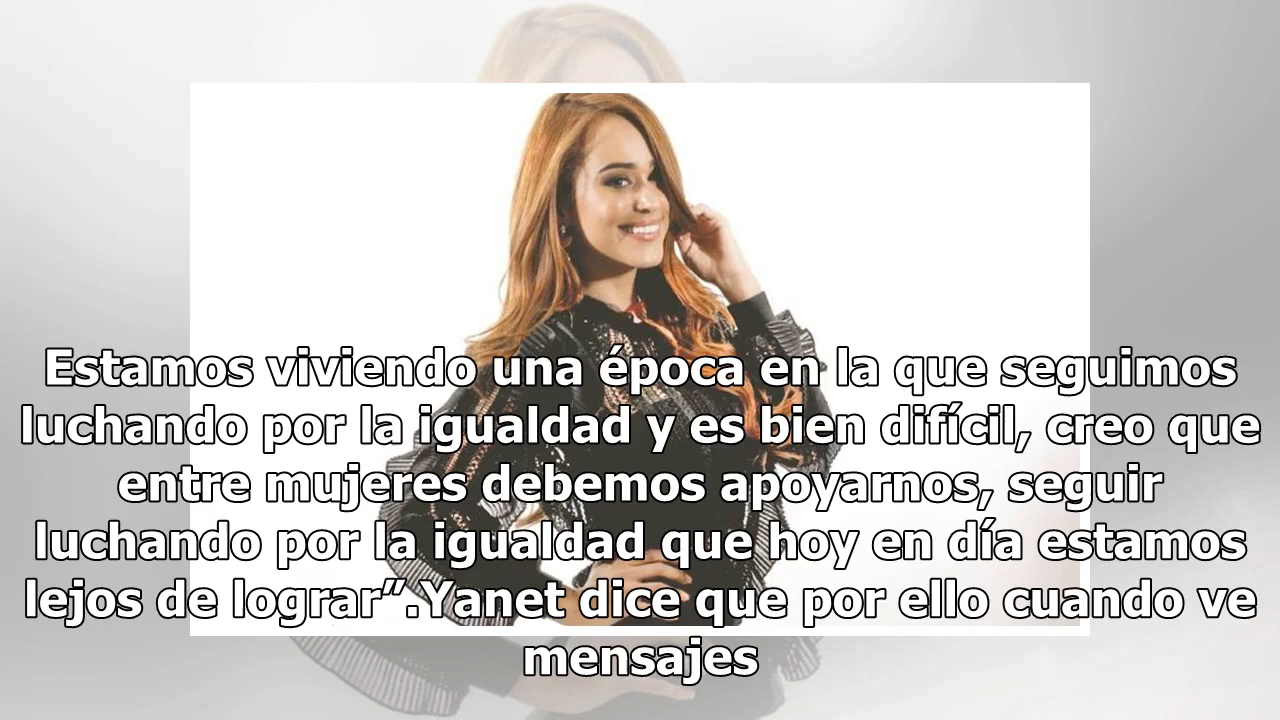 Estamos viviendo una época en la que seguimos
luchando por la igualdad y es bien difícil, creo que
entre mujeres debemos apoyarnos, seguir
luchando por la igualdad que hoy en día estamos
lejos de lograr”.Yanet dice que por ello cuando ve
mensajes